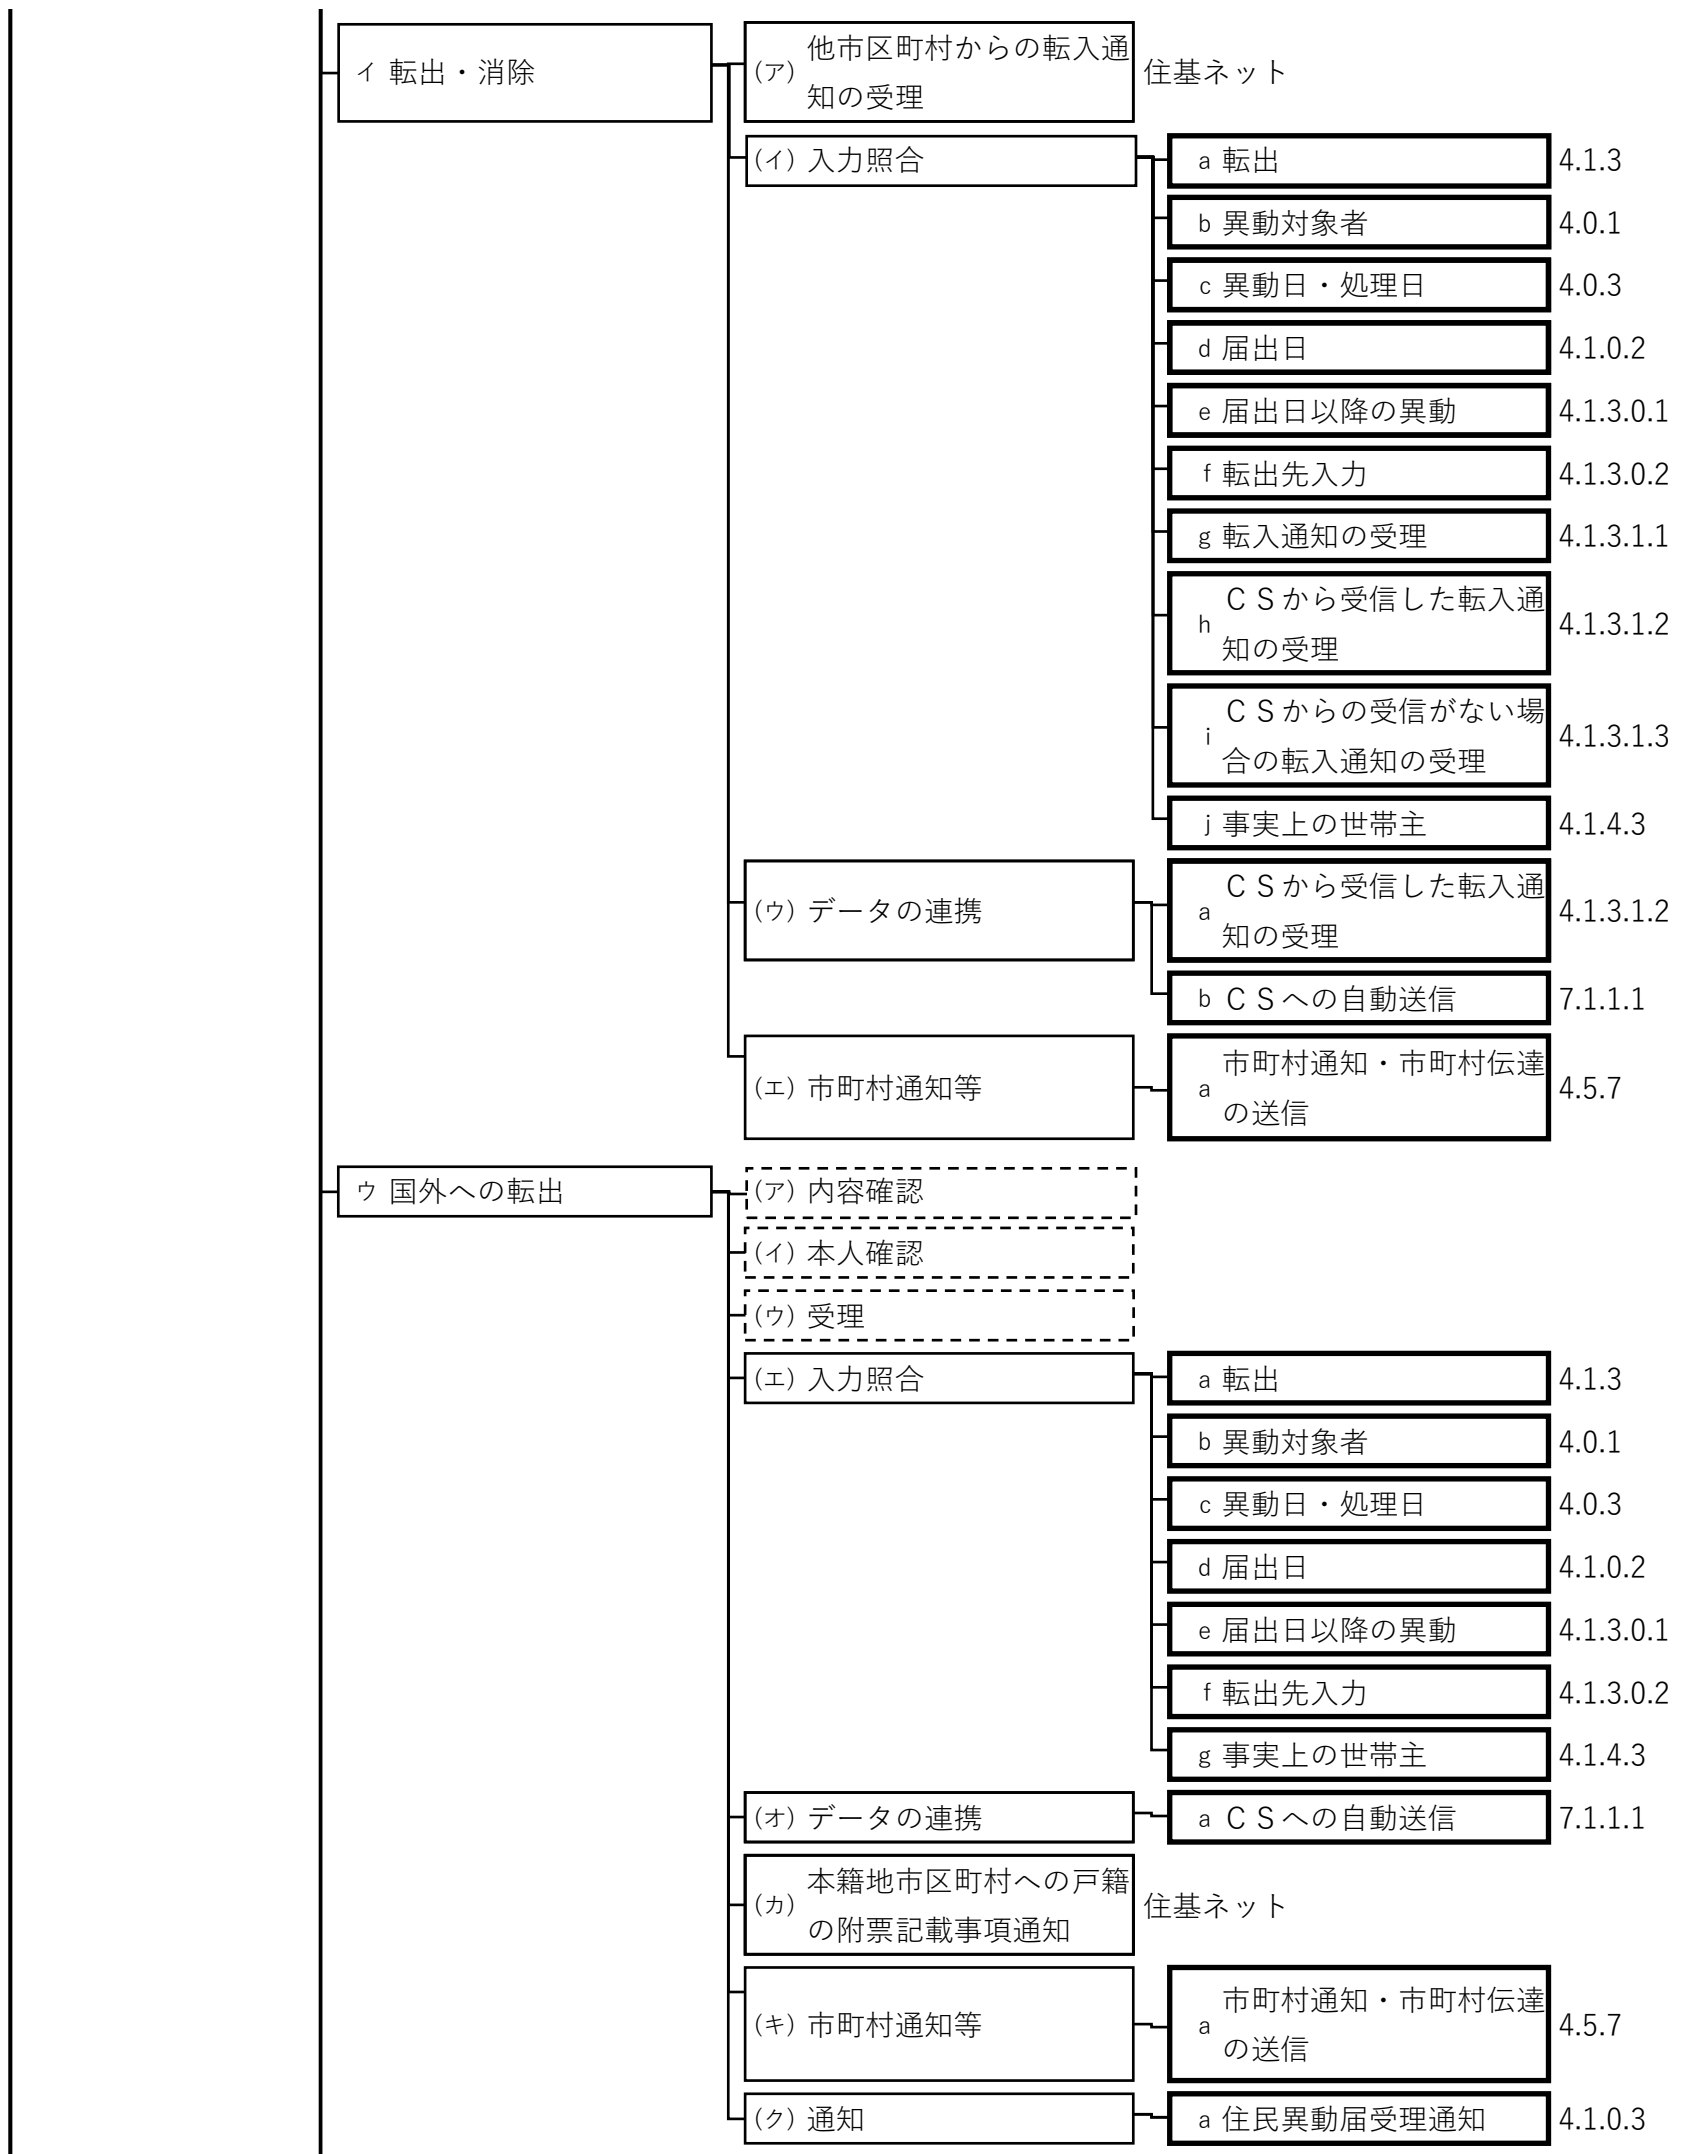 イ 転出・消除
(ア) 他市区町村からの転入通
知の受理
住基ネット
(イ) 入力照合
a 転出 4.1.3
b 異動対象者 4.0.1
c 異動日・処理日 4.0.3
d 届出日 4.1.0.2
e 届出日以降の異動 4.1.3.0.1
f 転出先入力 4.1.3.0.2
g 転入通知の受理 4.1.3.1.1
h ＣＳから受信した転入通
知の受理
4.1.3.1.2
i ＣＳからの受信がない場
合の転入通知の受理
4.1.3.1.3
j 事実上の世帯主 4.1.4.3
(ウ) データの連携
a ＣＳから受信した転入通
知の受理
4.1.3.1.2
b ＣＳへの自動送信 7.1.1.1
(エ) 市町村通知等
a 市町村通知・市町村伝達
の送信
4.5.7
ウ 国外への転出
(ア) 内容確認
(イ) 本人確認
(ウ) 受理
(エ) 入力照合
a 転出 4.1.3
b 異動対象者 4.0.1
c 異動日・処理日 4.0.3
d 届出日 4.1.0.2
e 届出日以降の異動 4.1.3.0.1
f 転出先入力 4.1.3.0.2
g 事実上の世帯主 4.1.4.3
(オ) データの連携
a ＣＳへの自動送信 7.1.1.1
(カ) 本籍地市区町村への戸籍
の附票記載事項通知
住基ネット
(キ) 市町村通知等
a 市町村通知・市町村伝達
の送信
4.5.7
(ク) 通知
a 住民異動届受理通知 4.1.0.3